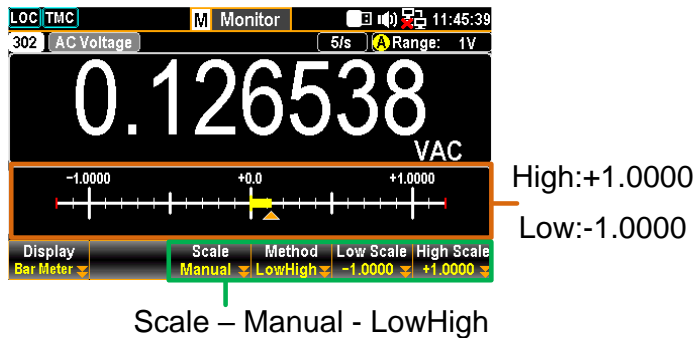 LOC TMC M Monitor 11:45:39
302 AC Voltage 5/s A Range: 1V
0.126538
VAC
-1.0000 +0.0 +1.0000
High:+1.0000
Low:-1.0000
Display Scale Method Low Scale High Scale
Bar Meter Manual LowHigh -1.0000 +1.0000
Scale – Manual - LowHigh